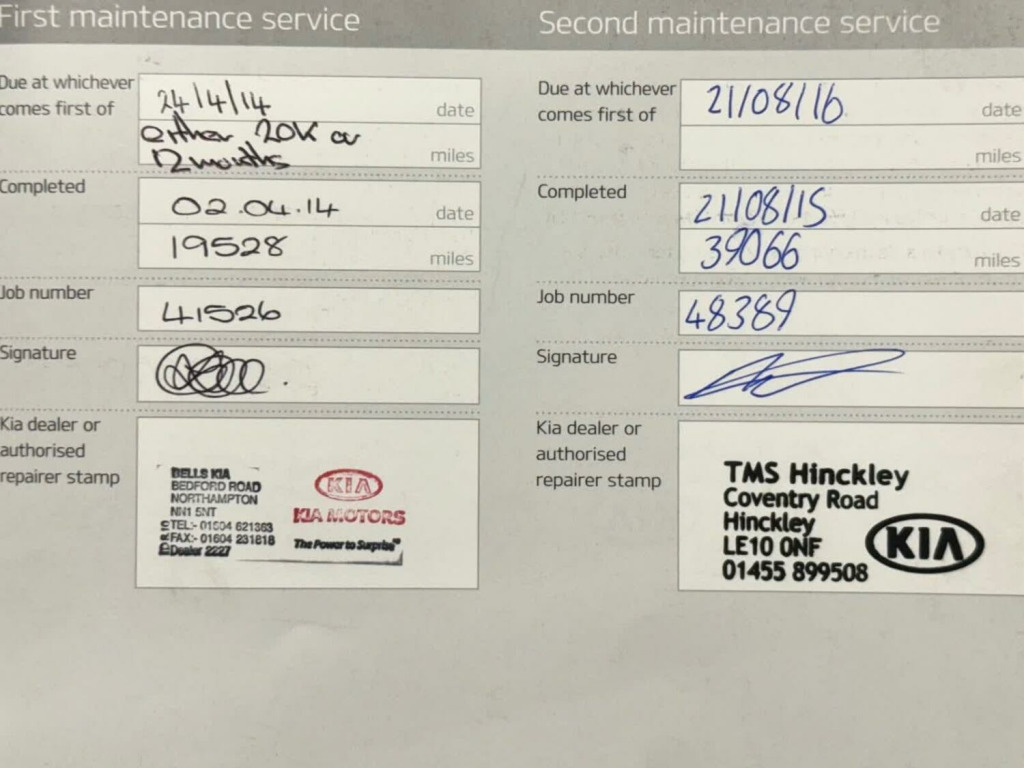 First maintenance service
Due at whichever comes first of
24/4/14 date
either 20K or
12 months miles
Completed
02.04.14 date
19528 miles
Job number
41526
Signature
Kia dealer or
authorised
repairer stamp
BELLS KIA
BEDFORD ROAD
NORTHAMPTON
NN1 5NT
TEL:- 01604 621363
FAX:- 01604 231818
Dealer 2227
KIA
KIA MOTORS
The Power to Surprise™
Second maintenance service
Due at whichever
comes first of
21/08/16 date
miles
Completed
21/08/15 date
39066 miles
Job number
48389
Signature
Kia dealer or
authorised
repairer stamp
TMS Hinckley
Coventry Road
Hinckley
LE10 0NF
01455 899508
KIA